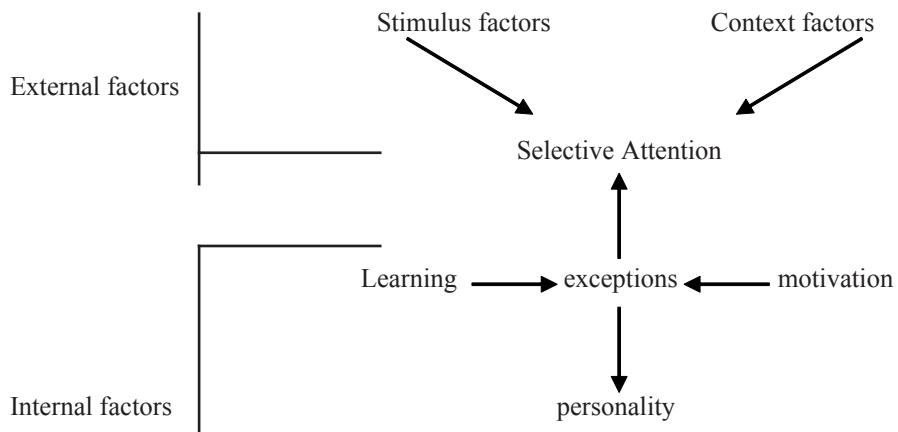 Stimulus factors
Context factors
External factors
Selective Attention
Learning
exceptions
motivation
Internal factors
personality